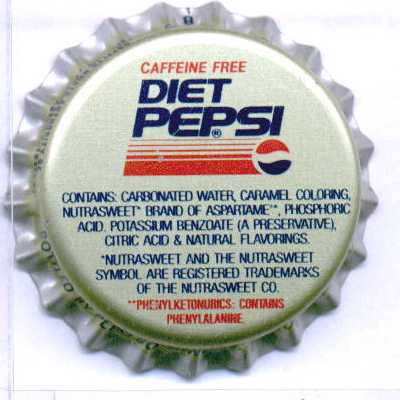 CAFFEINE FREE
DIET
PEPSI®
CONTAINS: CARBONATED WATER, CARAMEL COLORING,
NUTRASWEET* BRAND OF ASPARTAME**, PHOSPHORIC
ACID, POTASSIUM BENZOATE (A PRESERVATIVE),
CITRIC ACID & NATURAL FLAVORINGS.
*NUTRASWEET AND THE NUTRASWEET
SYMBOL ARE REGISTERED TRADEMARKS
OF THE NUTRASWEET CO.
**PHENYLKETONURICS: CONTAINS
PHENYLALANINE.